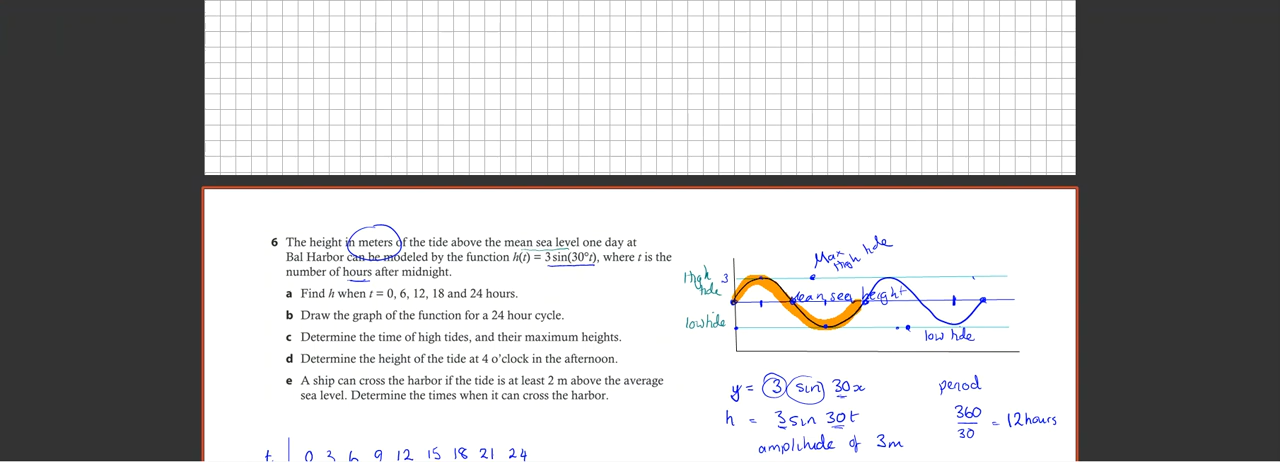 6 The height in meters of the tide above the mean sea level one day at
Bal Harbor can be modeled by the function h(t) = 3 sin(30°t), where t is the
number of hours after midnight.
a Find h when t = 0, 6, 12, 18 and 24 hours.
b Draw the graph of the function for a 24 hour cycle.
c Determine the time of high tides, and their maximum heights.
d Determine the height of the tide at 4 o'clock in the afternoon.
e A ship can cross the harbor if the tide is at least 2 m above the average
sea level. Determine the times when it can cross the harbor.
Max
High tide
High 3
tide
mean sea height
low tide
low tide
y = 3 sin 30x
h = 3 sin 30t
amplitude of 3m
period
360
30
= 12 hours
t 0 3 6 9 12 15 18 21 24